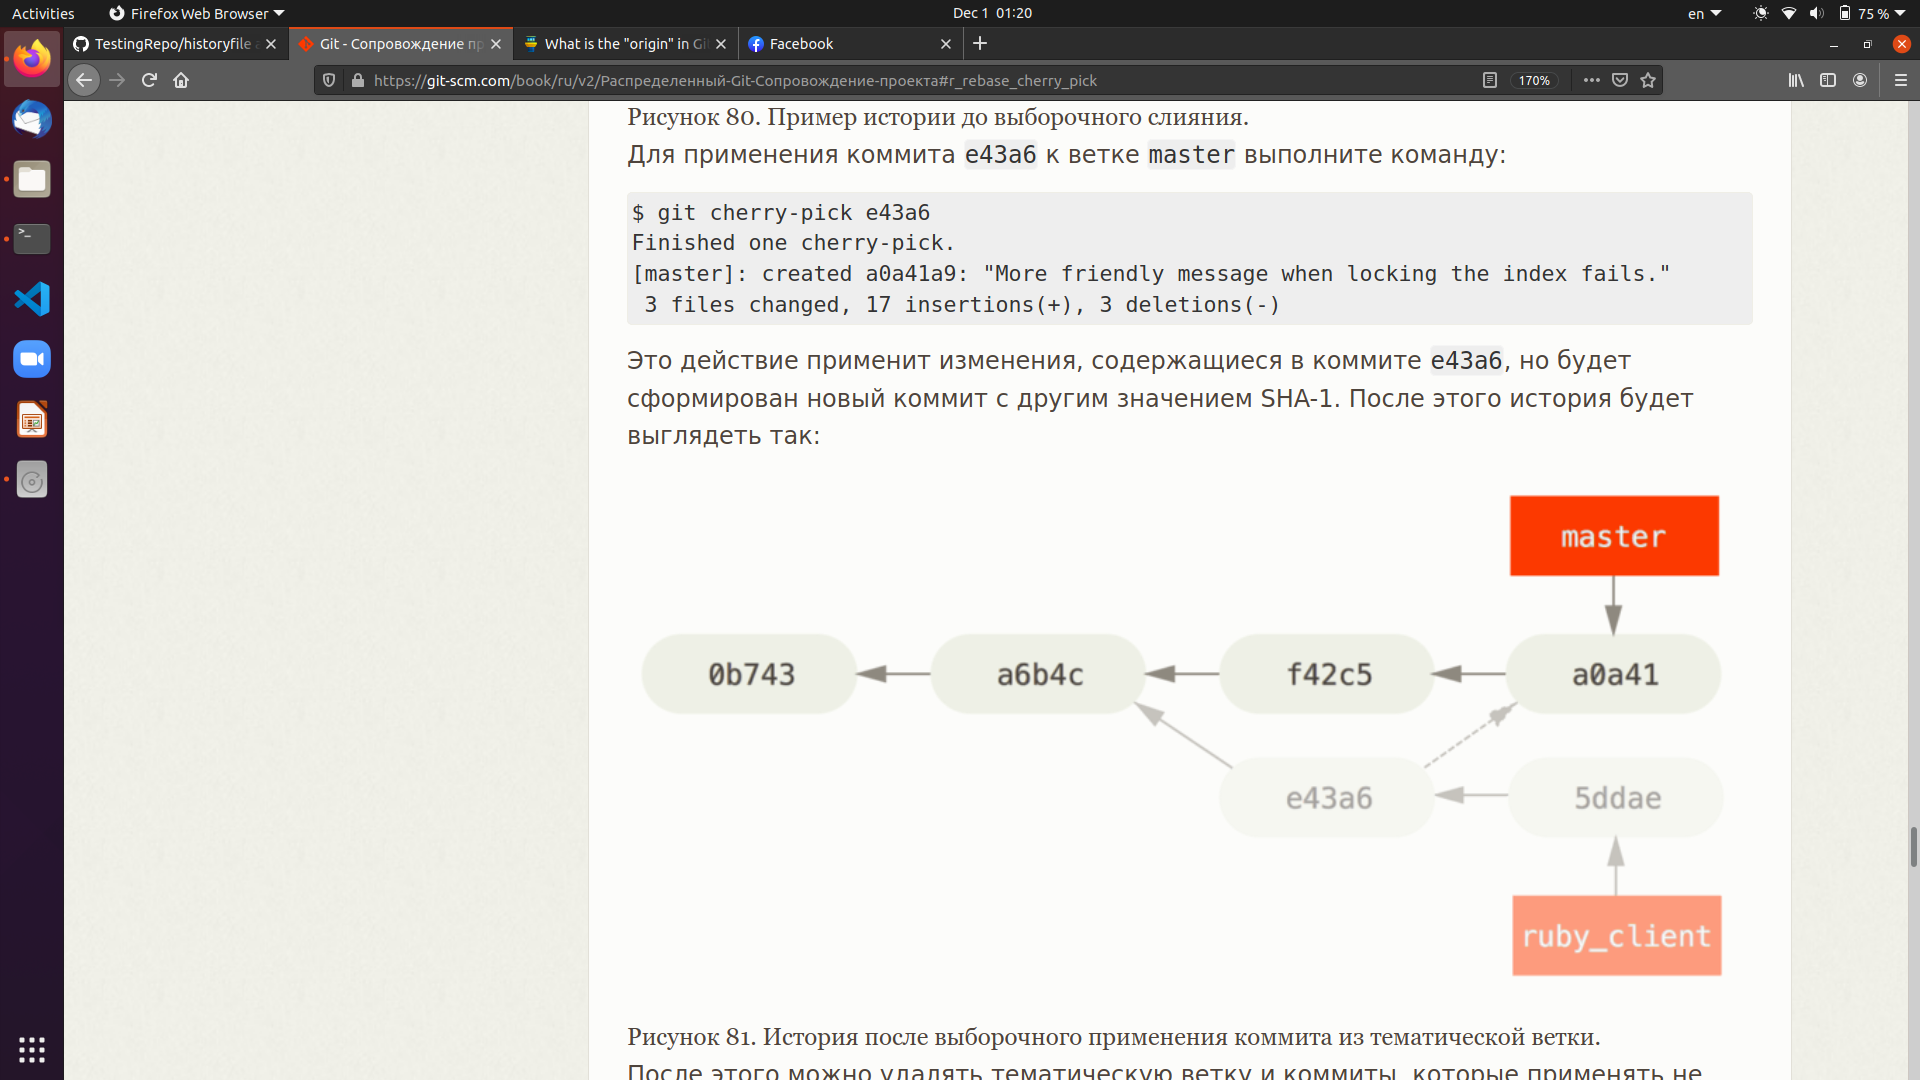 Activities Firefox Web Browser Dec 1 01:20 en 75 %
TestingRepo/historyfile Git - Сопровождение пр What is the "origin" in Gi Facebook
https://git-scm.com/book/ru/v2/Распределенный-Git-Сопровождение-проекта#r_rebase_cherry_pick 170%
Рисунок 80. Пример истории до выборочного слияния.
Для применения коммита e43a6 к ветке master выполните команду:
$ git cherry-pick e43a6
Finished one cherry-pick.
[master]: created a0a41a9: "More friendly message when locking the index fails."
3 files changed, 17 insertions(+), 3 deletions(-)
Это действие применит изменения, содержащиеся в коммите e43a6, но будет
сформирован новый коммит с другим значением SHA-1. После этого история будет
выглядеть так:
master
0b743 a6b4c f42c5 a0a41
e43a6 5ddae
ruby_client
Рисунок 81. История после выборочного применения коммита из тематической ветки.
После этого можно удалять тематическую ветку и коммиты, которые применять не